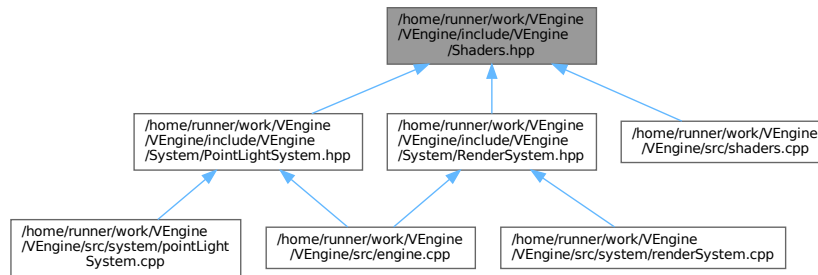 /home/runner/work/VEngine
/VEngine/include/VEngine
/Shaders.hpp
/home/runner/work/VEngine
/VEngine/include/VEngine
/System/PointLightSystem.hpp
/home/runner/work/VEngine
/VEngine/include/VEngine
/System/RenderSystem.hpp
/home/runner/work/VEngine
/VEngine/src/shaders.cpp
/home/runner/work/VEngine
/VEngine/src/system/pointLight
System.cpp
/home/runner/work/VEngine
/VEngine/src/engine.cpp
/home/runner/work/VEngine
/VEngine/src/system/renderSystem.cpp